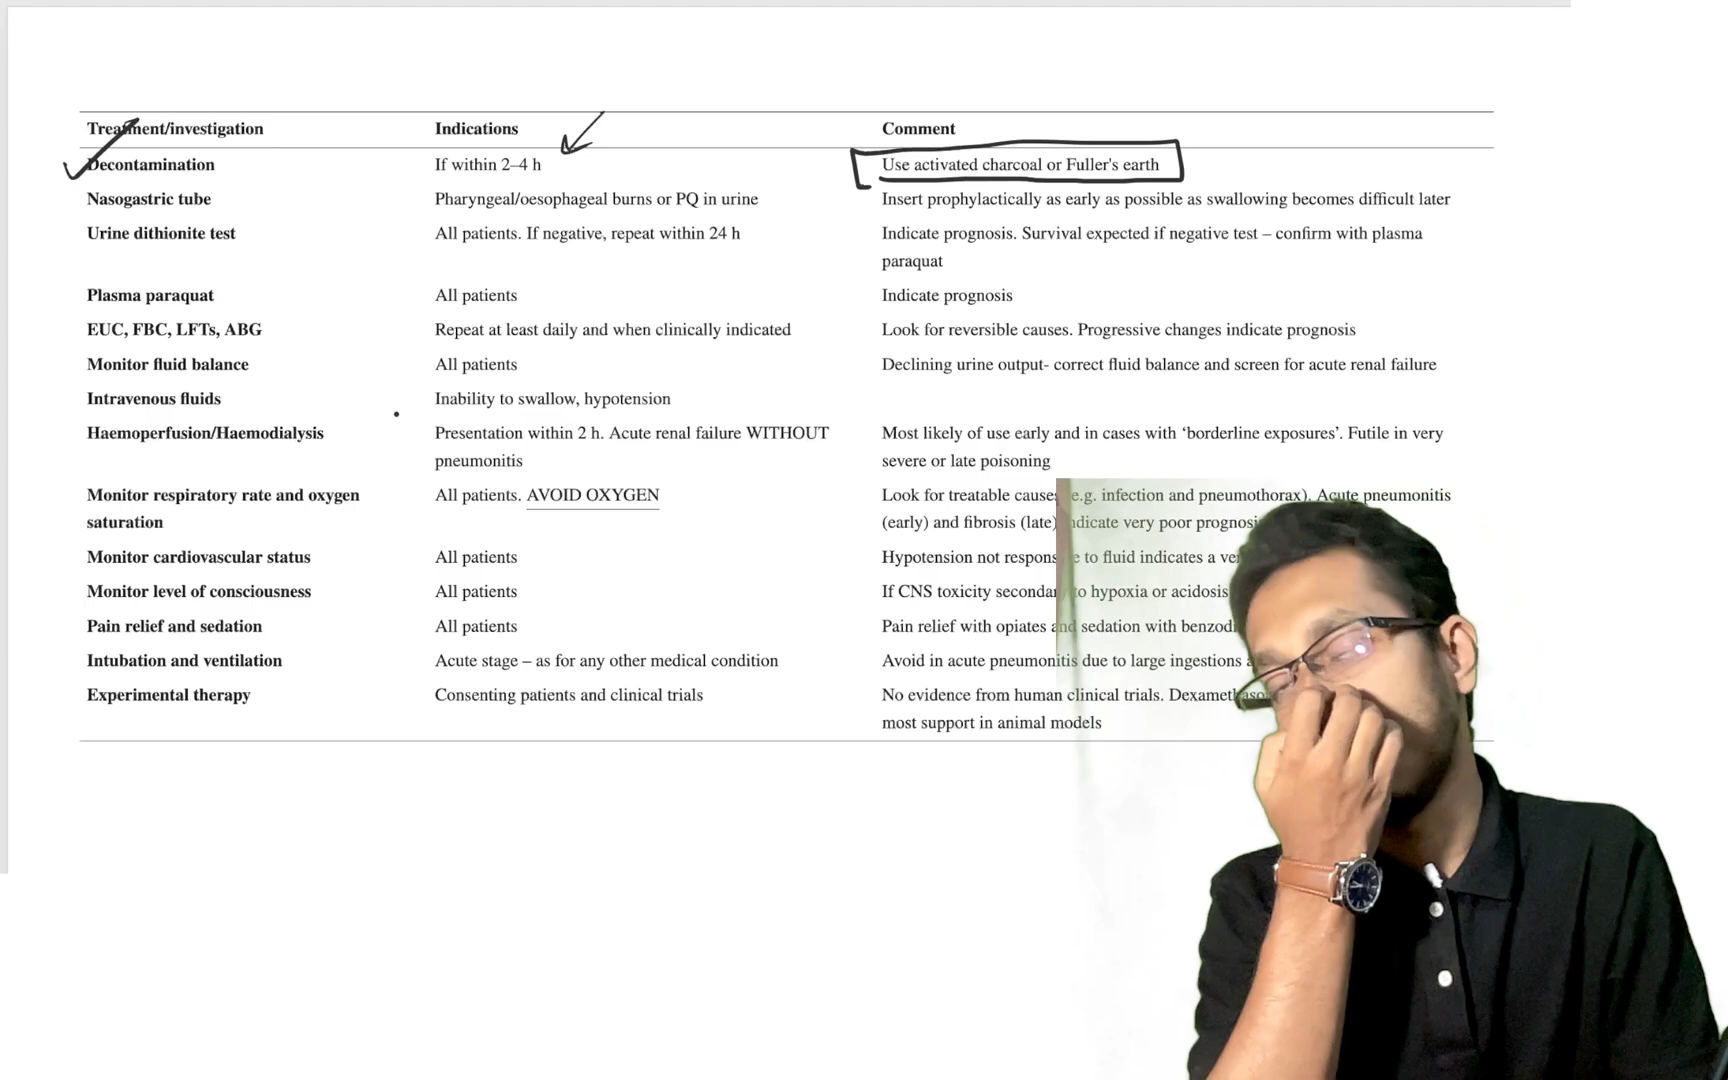 Treatment/investigation Indications Comment
Decontamination If within 2–4 h Use activated charcoal or Fuller's earth
Nasogastric tube Pharyngeal/oesophageal burns or PQ in urine Insert prophylactically as early as possible as swallowing becomes difficult later
Urine dithionite test All patients. If negative, repeat within 24 h Indicate prognosis. Survival expected if negative test – confirm with plasma
paraquat
Plasma paraquat All patients Indicate prognosis
EUC, FBC, LFTs, ABG Repeat at least daily and when clinically indicated Look for reversible causes. Progressive changes indicate prognosis
Monitor fluid balance All patients Declining urine output- correct fluid balance and screen for acute renal failure
Intravenous fluids Inability to swallow, hypotension
Haemoperfusion/Haemodialysis Presentation within 2 h. Acute renal failure WITHOUT Most likely of use early and in cases with ‘borderline exposures’. Futile in very
pneumonitis severe or late poisoning
Monitor respiratory rate and oxygen All patients. AVOID OXYGEN Look for treatable causes (e.g. infection and pneumothorax). Acute pneumonitis
saturation (early) and fibrosis (late) indicate very poor
Monitor cardiovascular status All patients Hypotension not to fluid indicates a
Monitor level of consciousness All patients If CNS toxicity to hypoxia or acidosis
Pain relief and sedation All patients Pain relief with opiates and sedation with
Intubation and ventilation Acute stage – as for any other medical condition Avoid in acute pneumonitis due to large ingestions
Experimental therapy Consenting patients and clinical trials No evidence from human clinical trials.
most support in animal models